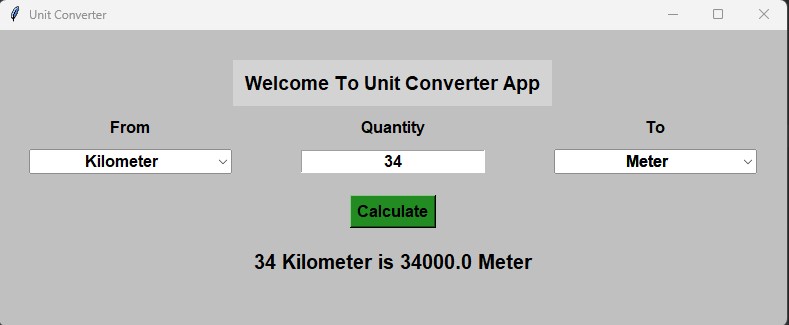 Unit Converter
Welcome To Unit Converter App
From Quantity To
Kilometer 34 Meter
Calculate
34 Kilometer is 34000.0 Meter